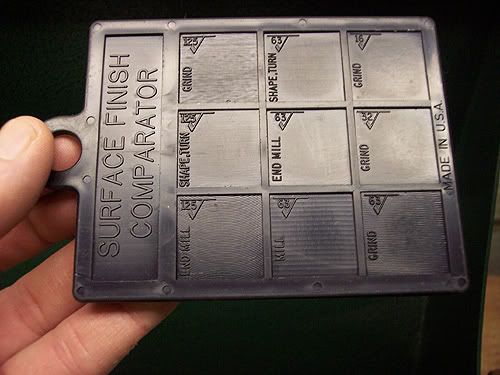 SURFACE FINISH
COMPARATOR
125
GRIND
63
SHAPE,TURN
16
GRIND
125
SHAPE,TURN
63
END MILL
32
GRIND
125
END MILL
63
MILL
63
GRIND
MADE IN U.S.A.